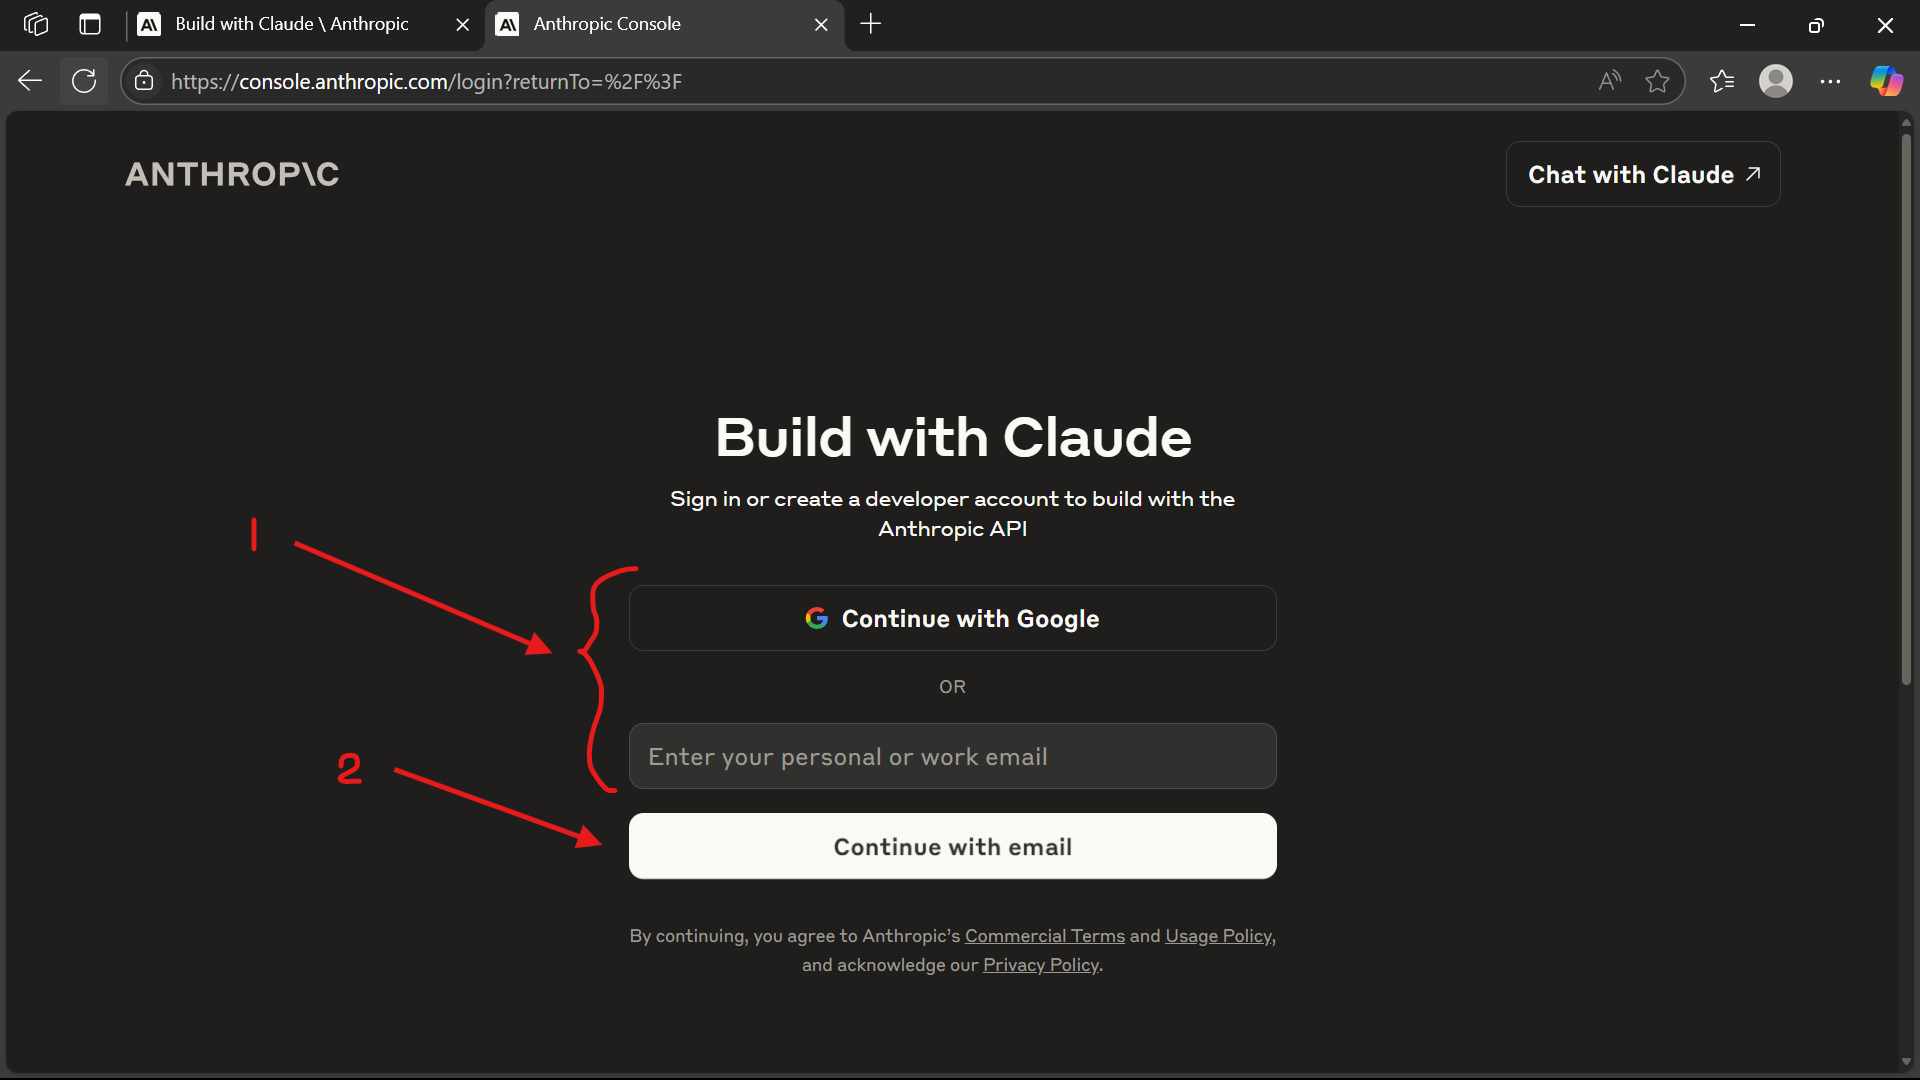 Build with Claude \ Anthropic
Anthropic Console
https://console.anthropic.com/login?returnTo=%2F%3F
ANTHROP\C
Chat with Claude
Build with Claude
Sign in or create a developer account to build with the
Anthropic API
1
Continue with Google
OR
Enter your personal or work email
2
Continue with email
By continuing, you agree to Anthropic’s Commercial Terms and Usage Policy,
and acknowledge our Privacy Policy.